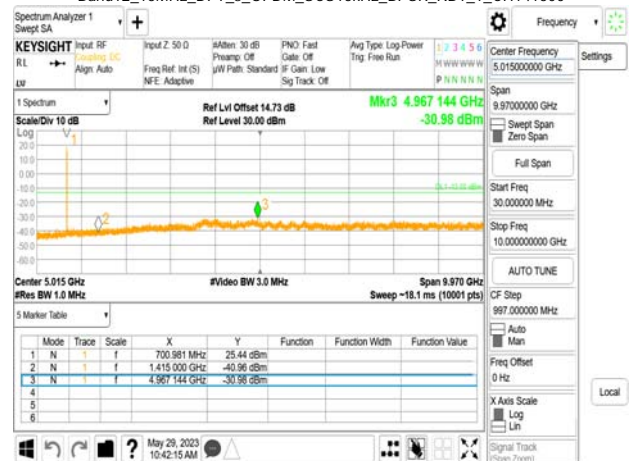 Spectrum Analyzer 1
Swept SA
Frequency
KEYSIGHT
RL
Input: RF
Coupling: DC
Align: Auto
Input Z: 50 Ω
Freq Ref: Int (S)
NFE: Adaptive
#Atten: 30 dB
Preamp: Off
µW Path: Standard
PNO: Fast
Gate: Off
IF Gain: Low
Sig Track: Off
Avg Type: Log-Power
Trig: Free Run
1 2 3 4 5 6
M W W W W W
P N N N N N
1 Spectrum
Scale/Div 10 dB
Log
Ref Lvl Offset 14.73 dB
Ref Level 30.00 dBm
Mkr3 4.967 144 GHz
-30.98 dBm
20.0
10.0
0.00
-10.0
-20.0
-30.0
-40.0
-50.0
-60.0
1
2
3
Center 5.015 GHz
#Res BW 1.0 MHz
#Video BW 3.0 MHz
Span 9.970 GHz
Sweep ~18.1 ms (10001 pts)
5 Marker Table
Mode Trace Scale X Y Function Function Width Function Value
1 N 1 f 700.981 MHz 25.44 dBm
2 N 1 f 1.415 000 GHz -40.96 dBm
3 N 1 f 4.967 144 GHz -30.98 dBm
4
5
6
May 29, 2023
10:42:15 AM
Center Frequency
5.015000000 GHz
Settings
Span
9.97000000 GHz
Swept Span
Zero Span
Full Span
Start Freq
30.000000 MHz
Stop Freq
10.000000000 GHz
AUTO TUNE
CF Step
997.000000 MHz
Auto
Man
Freq Offset
0 Hz
X Axis Scale
Log
Lin
Local
Signal Track
(Span Zoom)